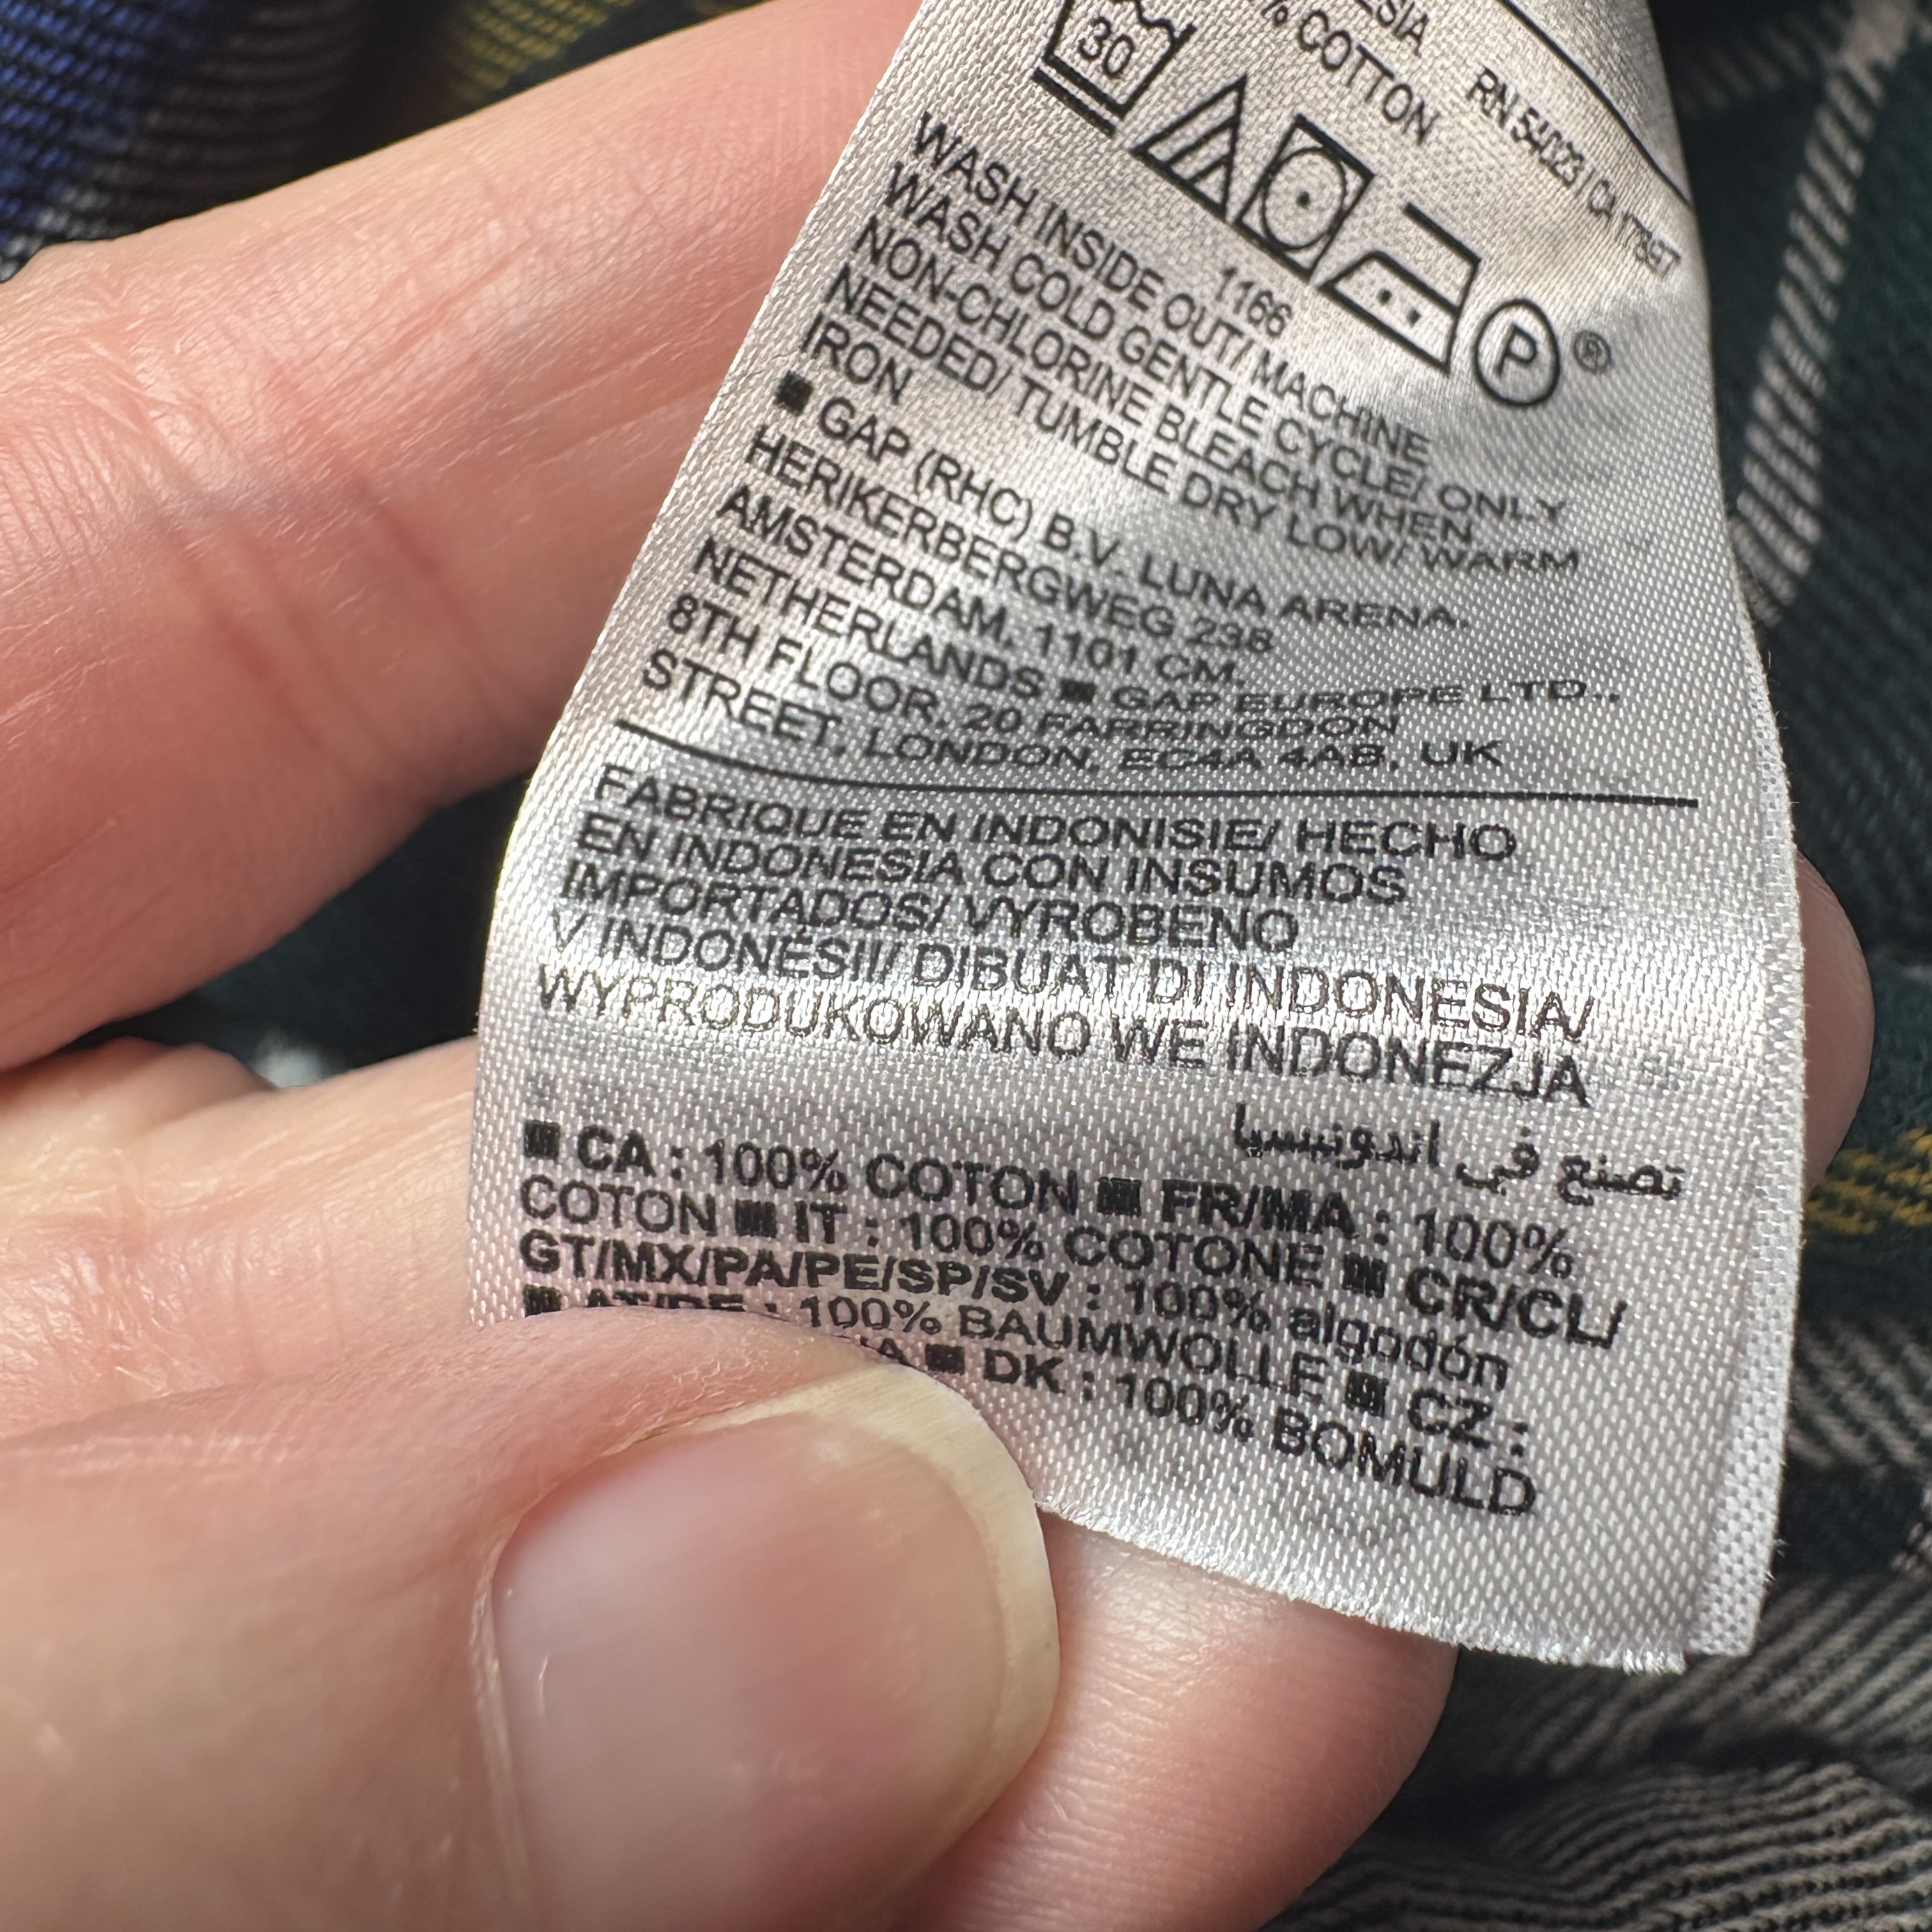 % COTTON
RN 54023 CA 17897
30
P ®
1166
WASH INSIDE OUT/ MACHINE
WASH COLD GENTLE CYCLE/ ONLY
NON-CHLORINE BLEACH WHEN
NEEDED/ TUMBLE DRY LOW/ WARM
IRON
■ GAP (RHC) B.V. LUNA ARENA,
HERIKERBERGWEG 238
AMSTERDAM, 1101 CM,
NETHERLANDS ■ GAP EUROPE LTD.,
8TH FLOOR, 20 FARRINGDON
STREET, LONDON, EC4A 4AB, UK
FABRIQUE EN INDONISIE/ HECHO
EN INDONESIA CON INSUMOS
IMPORTADOS/ VYROBENO
V INDONÉSII/ DIBUAT DI INDONESIA/
WYPRODUKOWANO WE INDONEZJA
تصنع في اندونيسيا
■ CA : 100% COTON ■ FR/MA : 100%
COTON ■ IT : 100% COTONE ■ CR/CL/
GT/MX/PA/PE/SP/SV : 100% algodón
■ AT/DE : 100% BAUMWOLLE ■ CZ :
■ DK : 100% BOMULD